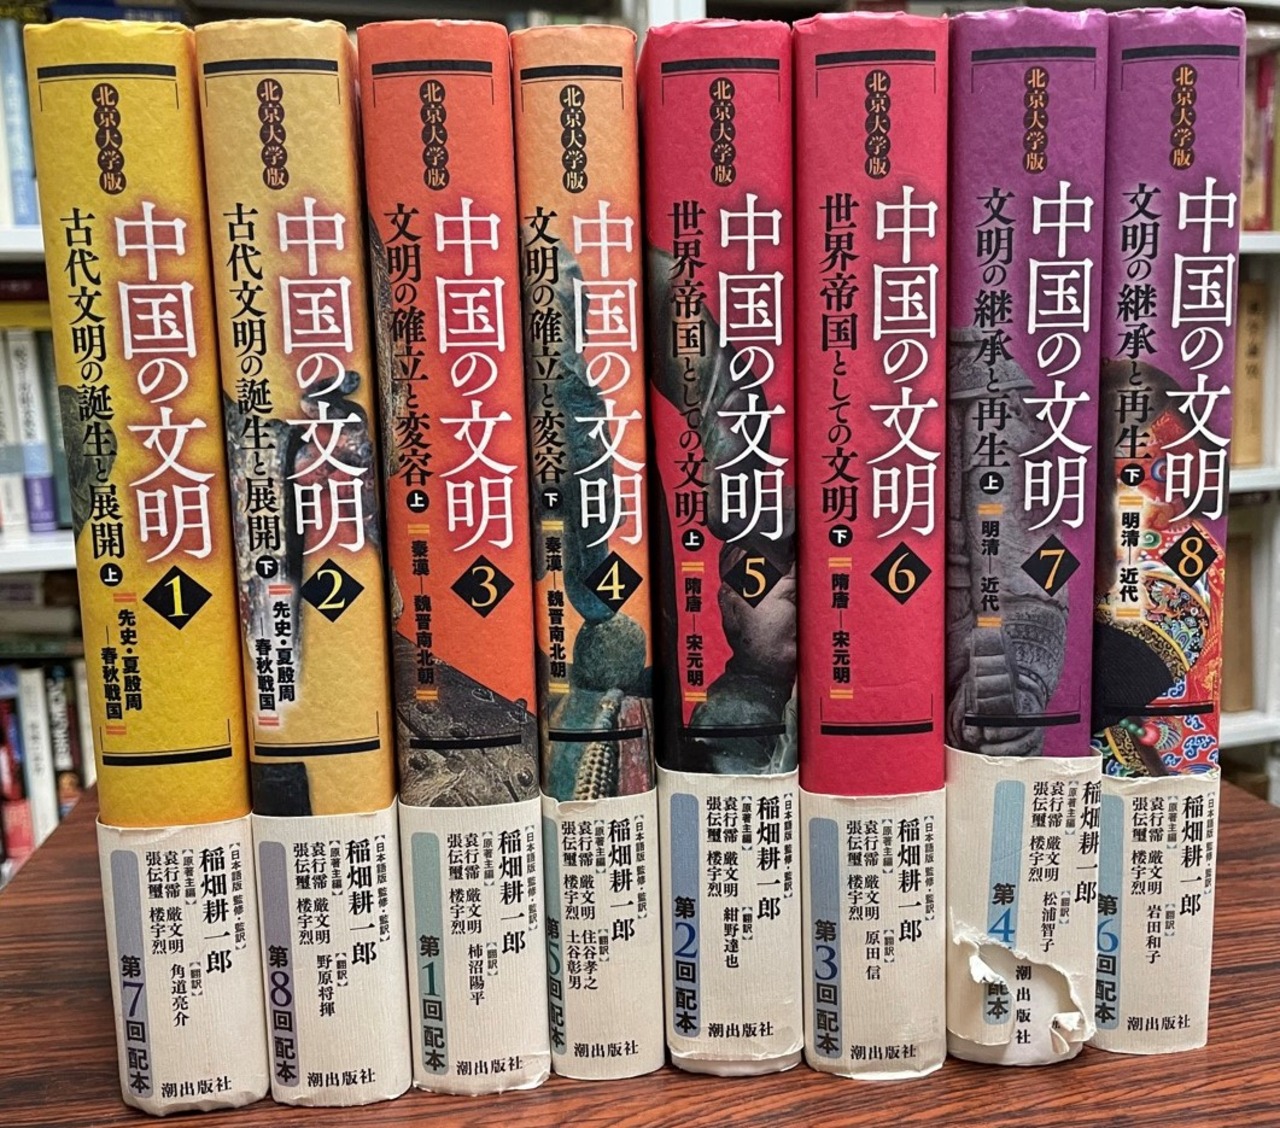 北京大学版
中国の文明
古代文明の誕生と展開 上
1
先史・夏殷周
―春秋戦国
【日本語版 監修・監訳】
稲畑耕一郎
【原著主編】
袁行霈 厳文明
張伝璽 楼宇烈
【翻訳】
角道亮介
第7回配本
潮出版社
北京大学版
中国の文明
古代文明の誕生と展開 下
2
先史・夏殷周
―春秋戦国
【日本語版 監修・監訳】
稲畑耕一郎
【原著主編】
袁行霈 厳文明
張伝璽 楼宇烈
【翻訳】
野原将揮
第8回配本
潮出版社
北京大学版
中国の文明
文明の確立と変容 上
3
秦漢―魏晋南北朝
【日本語版 監修・監訳】
稲畑耕一郎
【原著主編】
袁行霈 厳文明
張伝璽 楼宇烈
【翻訳】
柿沼陽平
第1回配本
潮出版社
北京大学版
中国の文明
文明の確立と変容 下
4
秦漢―魏晋南北朝
【日本語版 監修・監訳】
稲畑耕一郎
【原著主編】
袁行霈 厳文明
張伝璽 楼宇烈
【翻訳】
住谷孝之
土谷彰男
第5回配本
潮出版社
北京大学版
中国の文明
世界帝国としての文明 上
5
隋唐―宋元明
【日本語版 監修・監訳】
稲畑耕一郎
【原著主編】
袁行霈 厳文明
張伝璽 楼宇烈
【翻訳】
紺野達也
第2回配本
潮出版社
北京大学版
中国の文明
世界帝国としての文明 下
6
隋唐―宋元明
【日本語版 監修・監訳】
稲畑耕一郎
【原著主編】
袁行霈 厳文明
張伝璽 楼宇烈
【翻訳】
原田 信
第3回配本
潮出版社
北京大学版
中国の文明
文明の継承と再生 上
7
明清―近代
【日本語版 監修・監訳】
稲畑耕一郎
【原著主編】
袁行霈 厳文明
張伝璽 楼宇烈
【翻訳】
松浦智子
第4回配本
潮出版社
北京大学版
中国の文明
文明の継承と再生 下
8
明清―近代
【日本語版 監修・監訳】
稲畑耕一郎
【原著主編】
袁行霈 厳文明
張伝璽 楼宇烈
【翻訳】
岩田和子
第6回配本
潮出版社